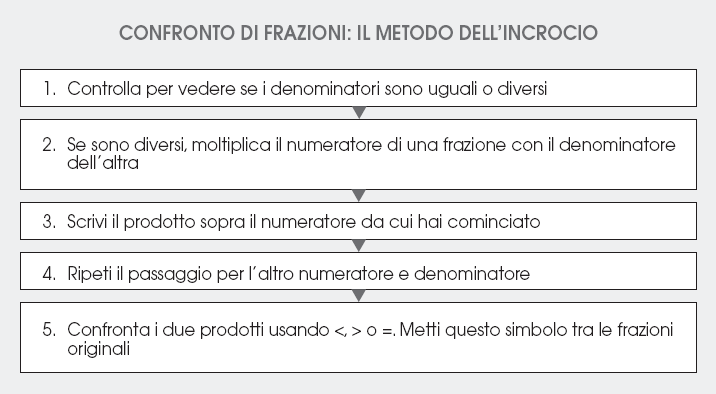 CONFRONTO DI FRAZIONI: IL METODO DELL'INCROCIO
1. Controlla per vedere se i denominatori sono uguali o diversi
2. Se sono diversi, moltiplica il numeratore di una frazione con il denominatore
dell'altra
3. Scrivi il prodotto sopra il numeratore da cui hai cominciato
4. Ripeti il passaggio per l'altro numeratore e denominatore
5. Confronta i due prodotti usando <, > o =. Metti questo simbolo tra le frazioni
originali